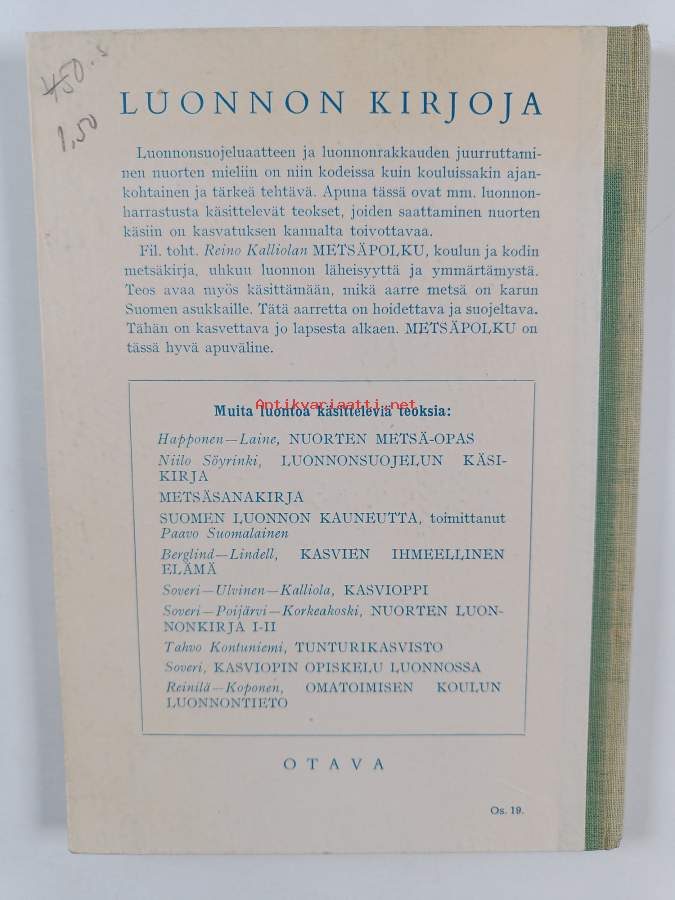 450.s
1,50
LUONNON KIRJOJA
Luonnonsuojeluaatteen ja luonnonrakkauden juurruttami-
nen nuorten mieliin on niin kodeissa kuin kouluissakin ajan-
kohtainen ja tärkeä tehtävä. Apuna tässä ovat mm. luonnon-
harrastusta käsittelevät teokset, joiden saattaminen nuorten
käsiin on kasvatuksen kannalta toivottavaa.
Fil. toht. Reino Kalliolan METSÄPOLKU, koulun ja kodin
metsäkirja, uhkuu luonnon läheisyyttä ja ymmärtämystä.
Teos avaa myös käsittämään, mikä aarre metsä on karun
Suomen asukkaille. Tätä aarretta on hoidettava ja suojeltava.
Tähän on kasvettava jo lapsesta alkaen. METSÄPOLKU on
tässä hyvä apuväline.
Antikvariaatti.net
Muita luontoa käsitteleviä teoksia:
Happonen—Laine, NUORTEN METSÄ-OPAS
Niilo Söyrinki, LUONNONSUOJELUN KÄSI-
KIRJA
METSÄSANAKIRJA
SUOMEN LUONNON KAUNEUTTA, toimittanut
Paavo Suomalainen
Berglind—Lindell, KASVIEN IHMEELLINEN
ELÄMÄ
Soveri—Ulvinen—Kalliola, KASVIOPPI
Soveri—Poijärvi—Korkeakoski, NUORTEN LUON-
NONKIRJA I-II
Tahvo Kontuniemi, TUNTURIKASVISTO
Soveri, KASVIOPIN OPISKELU LUONNOSSA
Reinilä—Koponen, OMATOIMISEN KOULUN
LUONNONTIETO
OTAVA
Os. 19.